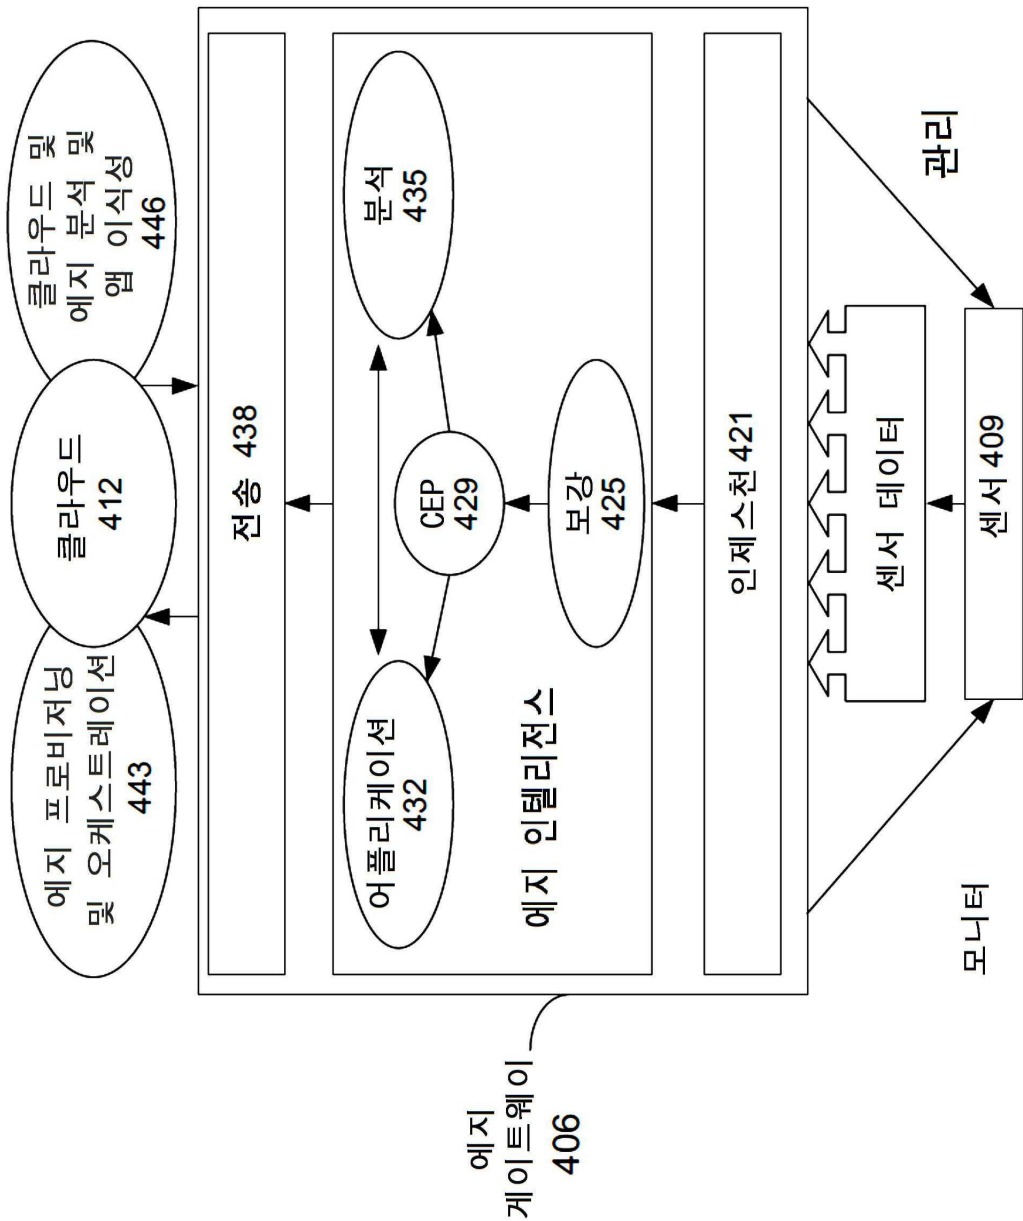 에지 프로비저닝
및 오케스트레이션
443
클라우드
412
클라우드 및
에지 분석 및
앱 이식성
446
전송 438
어플리케이션
432
분석
435
CEP
429
보강
425
에지 인텔리전스
인제스천 421
센서 데이터
센서 409
모니터
관리
에지
게이트웨이
406